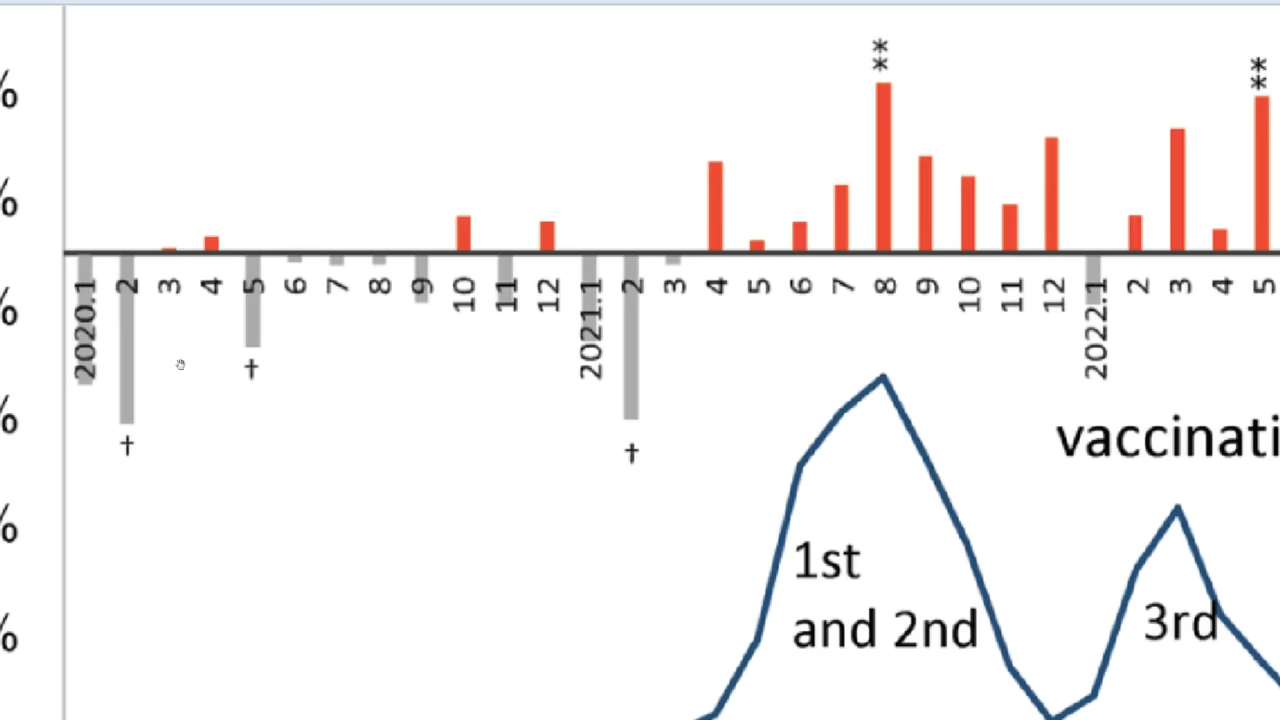 **
**
%
%
2020.1 2 3 4 5 6 7 8 9 10 11 12 2021.1 2 3 4 5 6 7 8 9 10 11 12 2022.1 2 3 4 5
%
†
†
†
%
vaccinati
%
1st
and 2nd
3rd
%